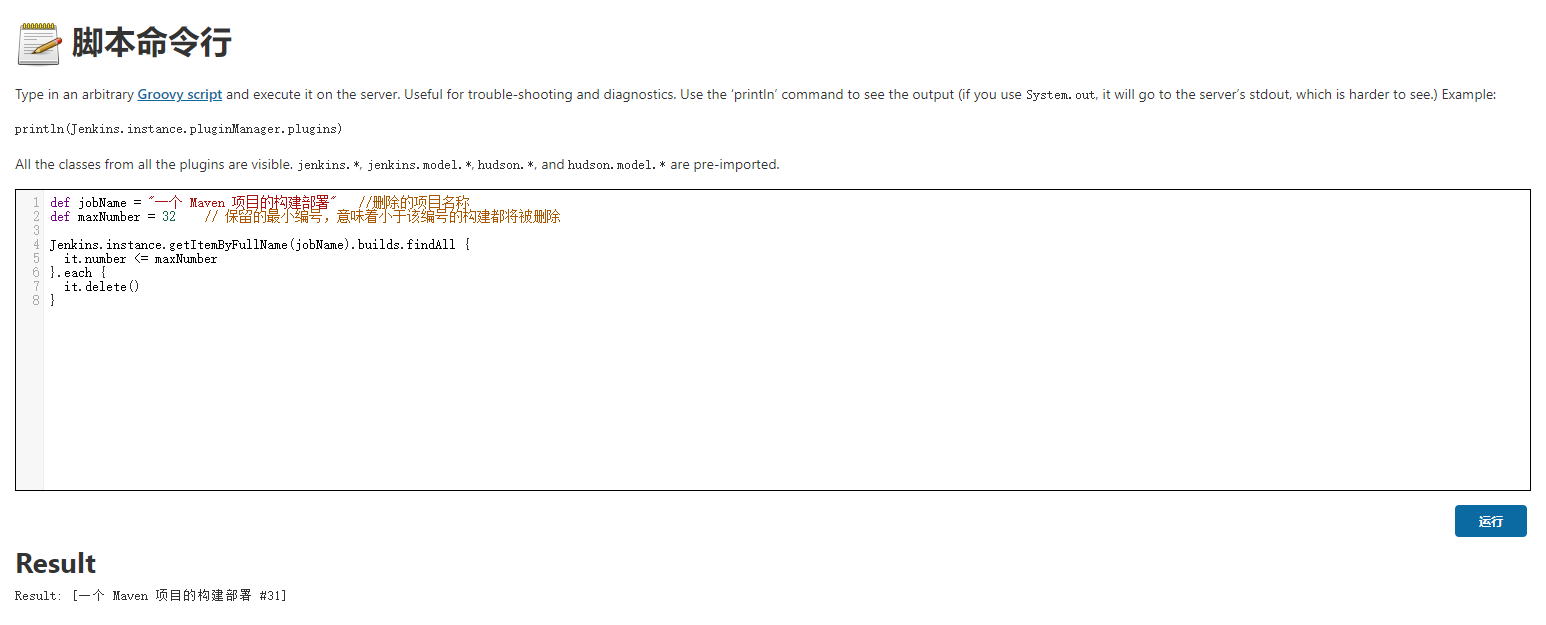 脚本命令行
Type in an arbitrary Groovy script and execute it on the server. Useful for trouble-shooting and diagnostics. Use the ‘println’ command to see the output (if you use System.out, it will go to the server’s stdout, which is harder to see.) Example:
println(Jenkins.instance.pluginManager.plugins)
All the classes from all the plugins are visible. jenkins.*, jenkins.model.*, hudson.*, and hudson.model.* are pre-imported.
1 def jobName = "一个 Maven 项目的构建部署" //删除的项目名称
2 def maxNumber = 32 // 保留的最小编号，意味着小于该编号的构建都将被删除
3
4 Jenkins.instance.getItemByFullName(jobName).builds.findAll {
5 it.number <= maxNumber
6 }.each {
7 it.delete()
8 }
运行
Result
Result: [一个 Maven 项目的构建部署 #31]